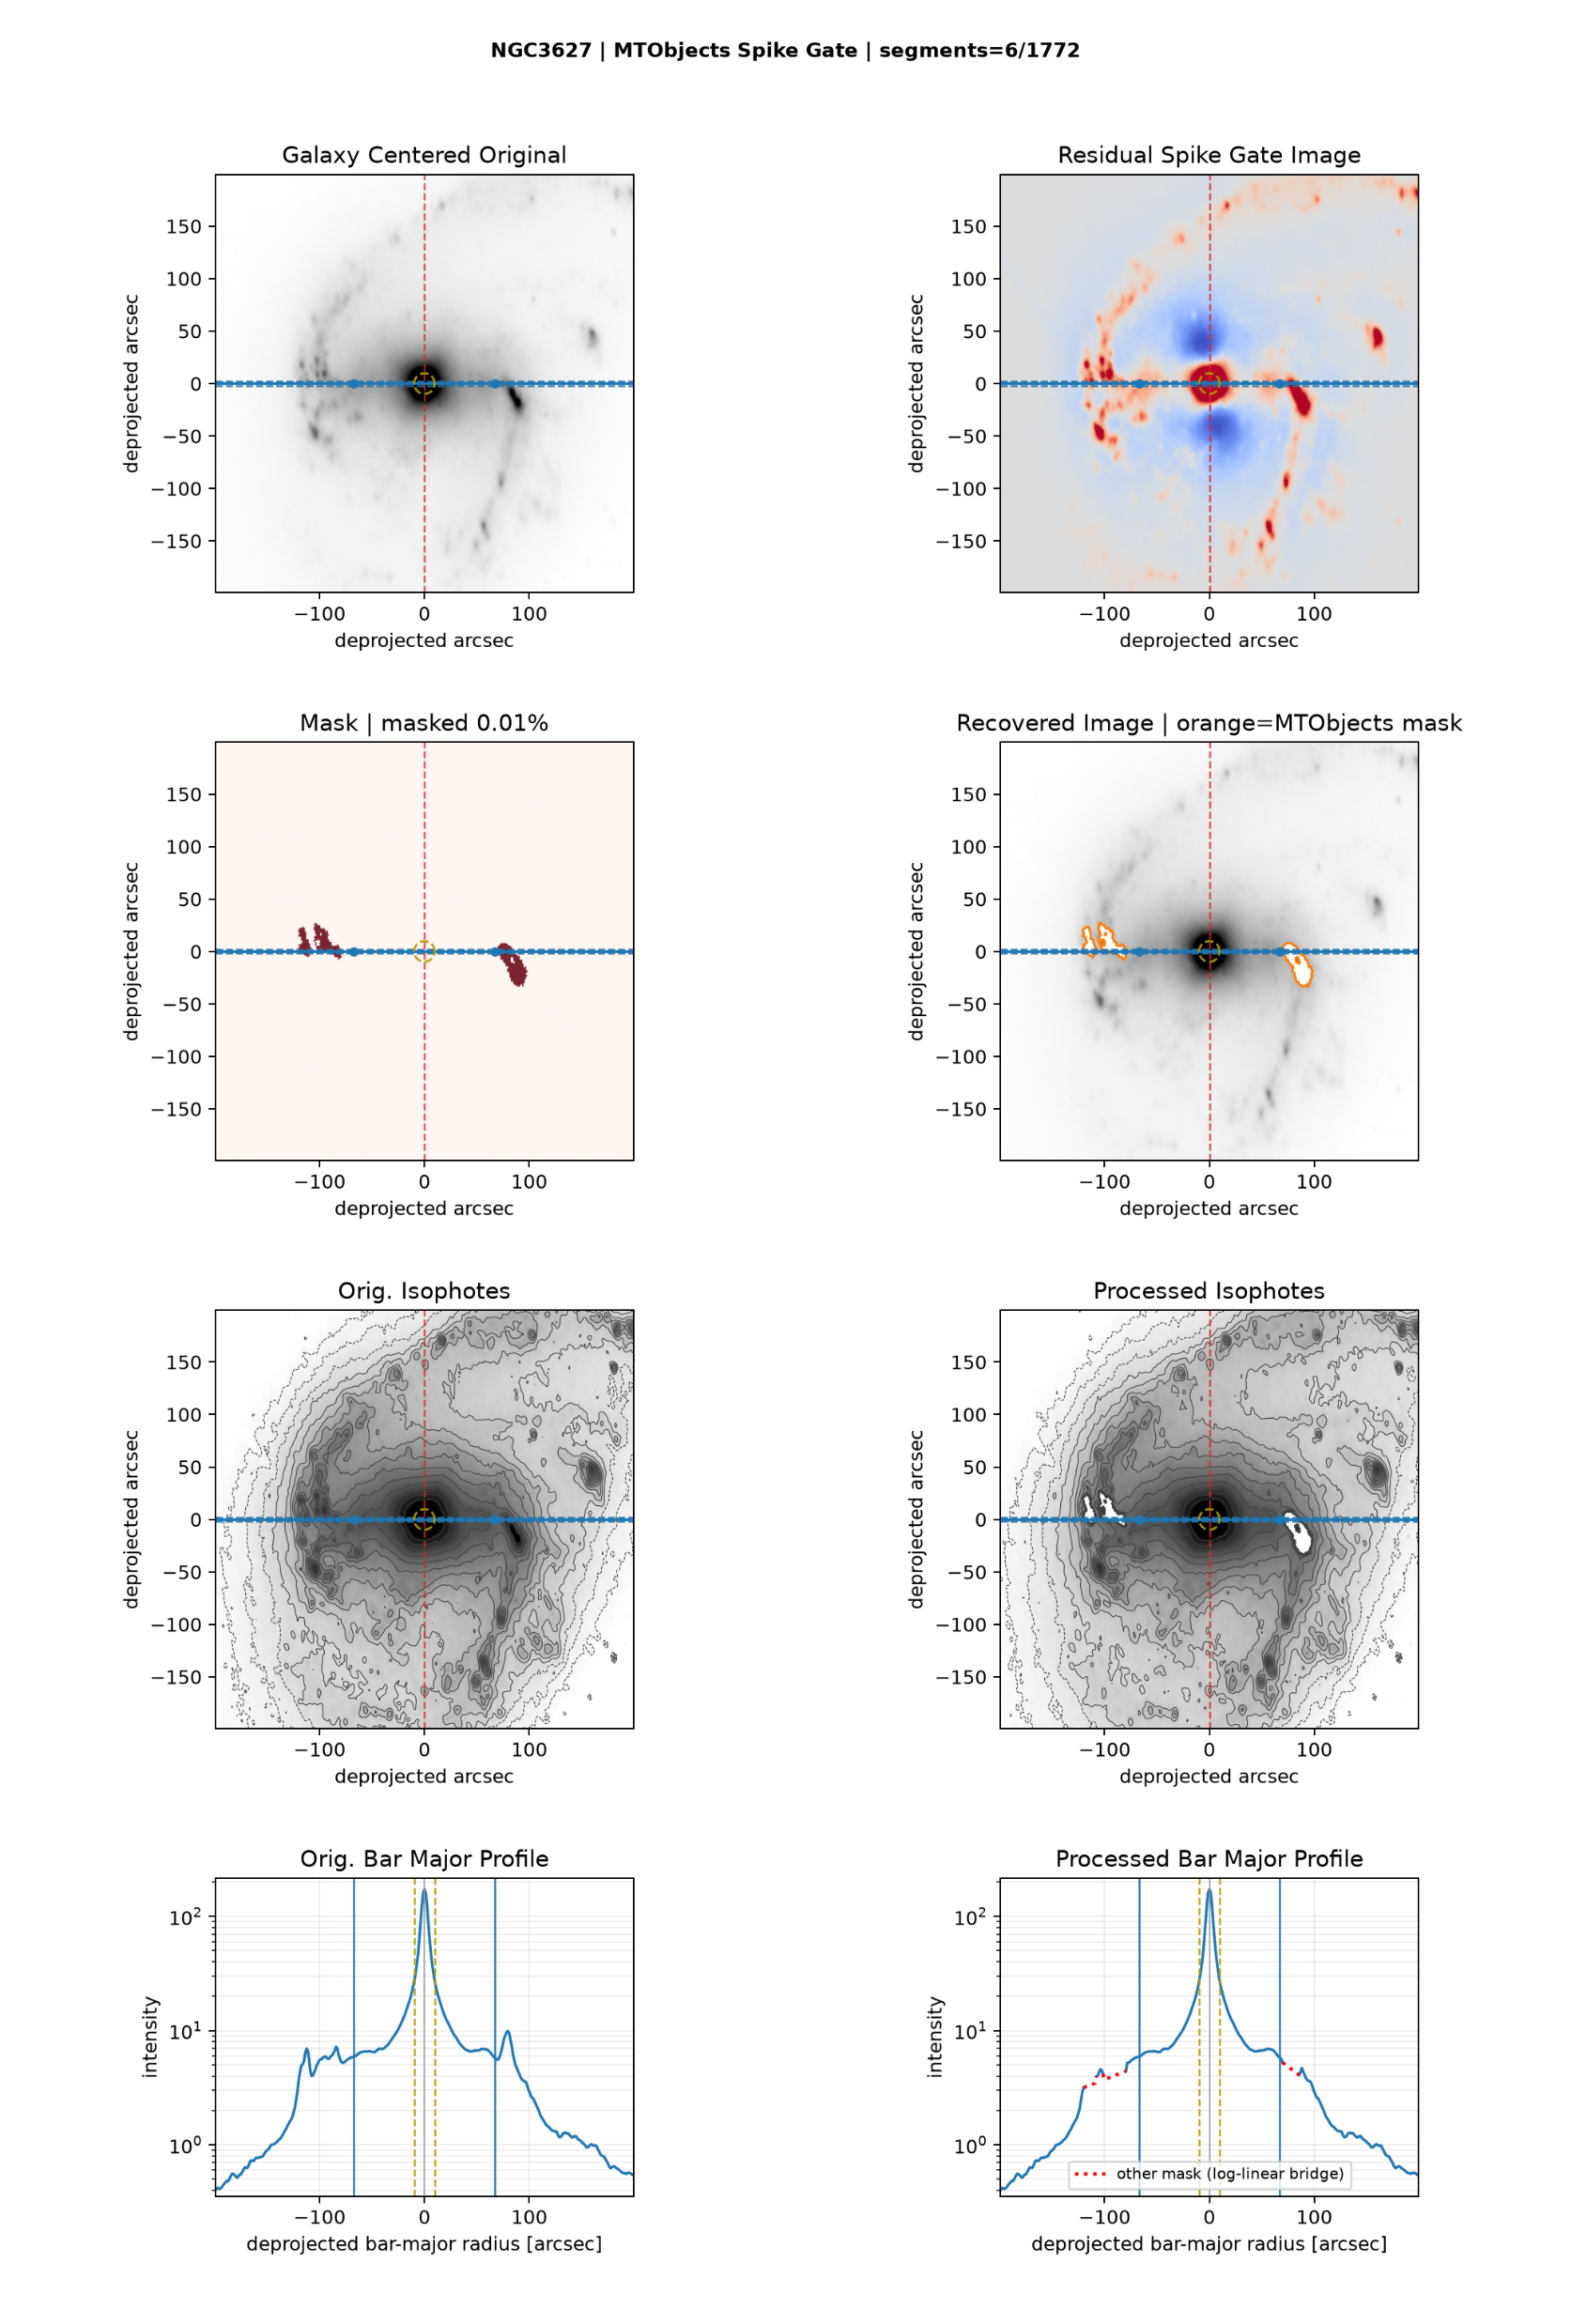 NGC3627 | MTObjects Spike Gate | segments=6/1772
Galaxy Centered Original
150
100
50
0
−50
−100
−150
deprojected arcsec
−100 0 100
deprojected arcsec
Residual Spike Gate Image
150
100
50
0
−50
−100
−150
deprojected arcsec
−100 0 100
deprojected arcsec
Mask | masked 0.01%
150
100
50
0
−50
−100
−150
deprojected arcsec
−100 0 100
deprojected arcsec
Recovered Image | orange=MTObjects mask
150
100
50
0
−50
−100
−150
deprojected arcsec
−100 0 100
deprojected arcsec
Orig. Isophotes
150
100
50
0
−50
−100
−150
deprojected arcsec
−100 0 100
deprojected arcsec
Processed Isophotes
150
100
50
0
−50
−100
−150
deprojected arcsec
−100 0 100
deprojected arcsec
Orig. Bar Major Profile
10²
10¹
10⁰
intensity
−100 0 100
deprojected bar-major radius [arcsec]
Processed Bar Major Profile
10²
10¹
10⁰
intensity
other mask (log-linear bridge)
−100 0 100
deprojected bar-major radius [arcsec]